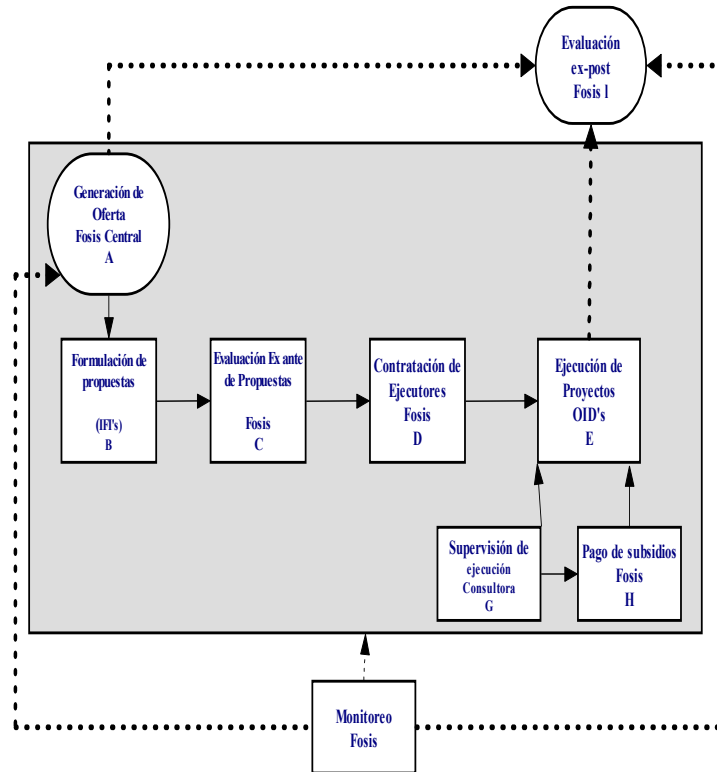 Evaluación
ex-post
Fosis l
Generación de
Oferta
Fosis Central
A
Formulación de
propuestas
(IFI's)
B
Evaluación Ex ante
de Propuestas
Fosis
C
Contratación de
Ejecutores
Fosis
D
Ejecución de
Proyectos
OID's
E
Supervisión de
ejecución
Consultora
G
Pago de subsidios
Fosis
H
Monitoreo
Fosis